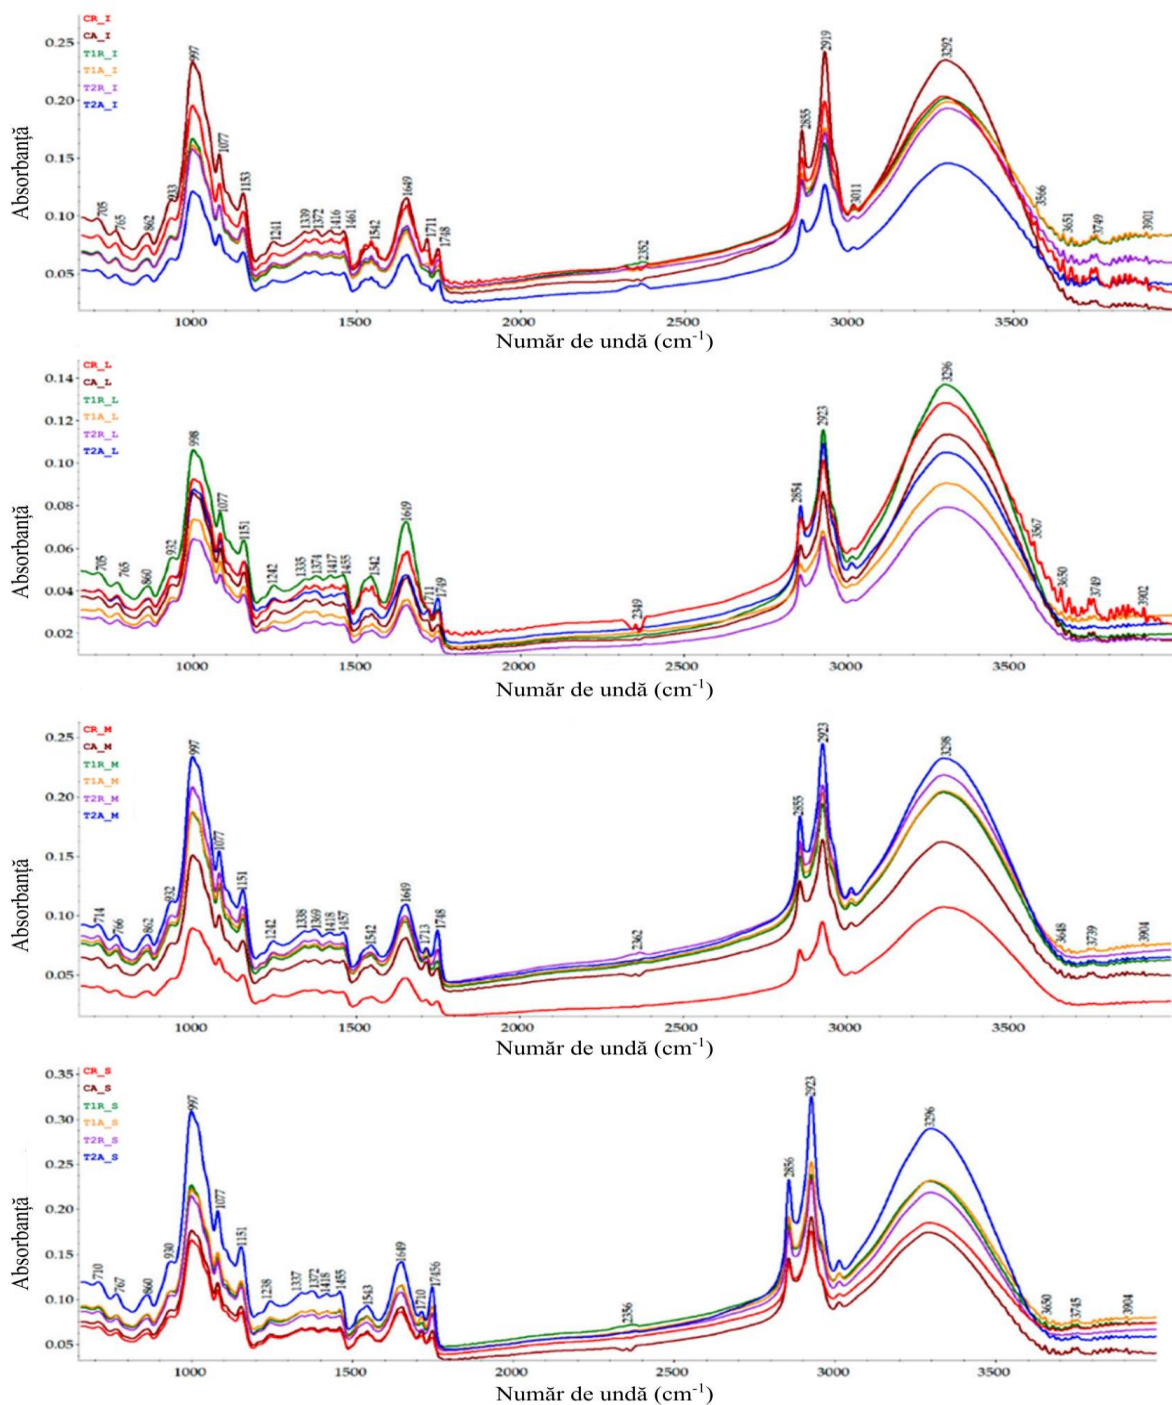 CR_I
CA_I
T1R_I
T1A_I
T2R_I
T2A_I
Absorbanță
0.25
0.20
0.15
0.10
0.05
705 765 862 933 997 1077 1153 1241 1339 1372 1416 1461 1542 1649 1711 1748 2352 2855 2919 3011 3292 3566 3651 3749 3901
1000 1500 2000 2500 3000 3500
Număr de undă (cm-1)
CR_L
CA_L
T1R_L
T1A_L
T2R_L
T2A_L
Absorbanță
0.14
0.12
0.10
0.08
0.06
0.04
0.02
705 765 860 932 998 1077 1151 1242 1335 1374 1417 1455 1542 1649 1711 1749 2349 2854 2923 3296 3567 3650 3749 3902
1000 1500 2000 2500 3000 3500
Număr de undă (cm-1)
CR_M
CA_M
T1R_M
T1A_M
T2R_M
T2A_M
Absorbanță
0.25
0.20
0.15
0.10
0.05
714 766 862 932 997 1077 1151 1242 1338 1369 1418 1457 1542 1649 1713 1748 2362 2855 2923 3298 3648 3739 3904
1000 1500 2000 2500 3000 3500
Număr de undă (cm-1)
CR_S
CA_S
T1R_S
T1A_S
T2R_S
T2A_S
Absorbanță
0.35
0.30
0.25
0.20
0.15
0.10
0.05
710 767 860 930 997 1077 1151 1238 1337 1372 1418 1455 1543 1649 1710 17456 2356 2856 2923 3296 3650 3745 3904
1000 1500 2000 2500 3000 3500
Număr de undă (cm-1)